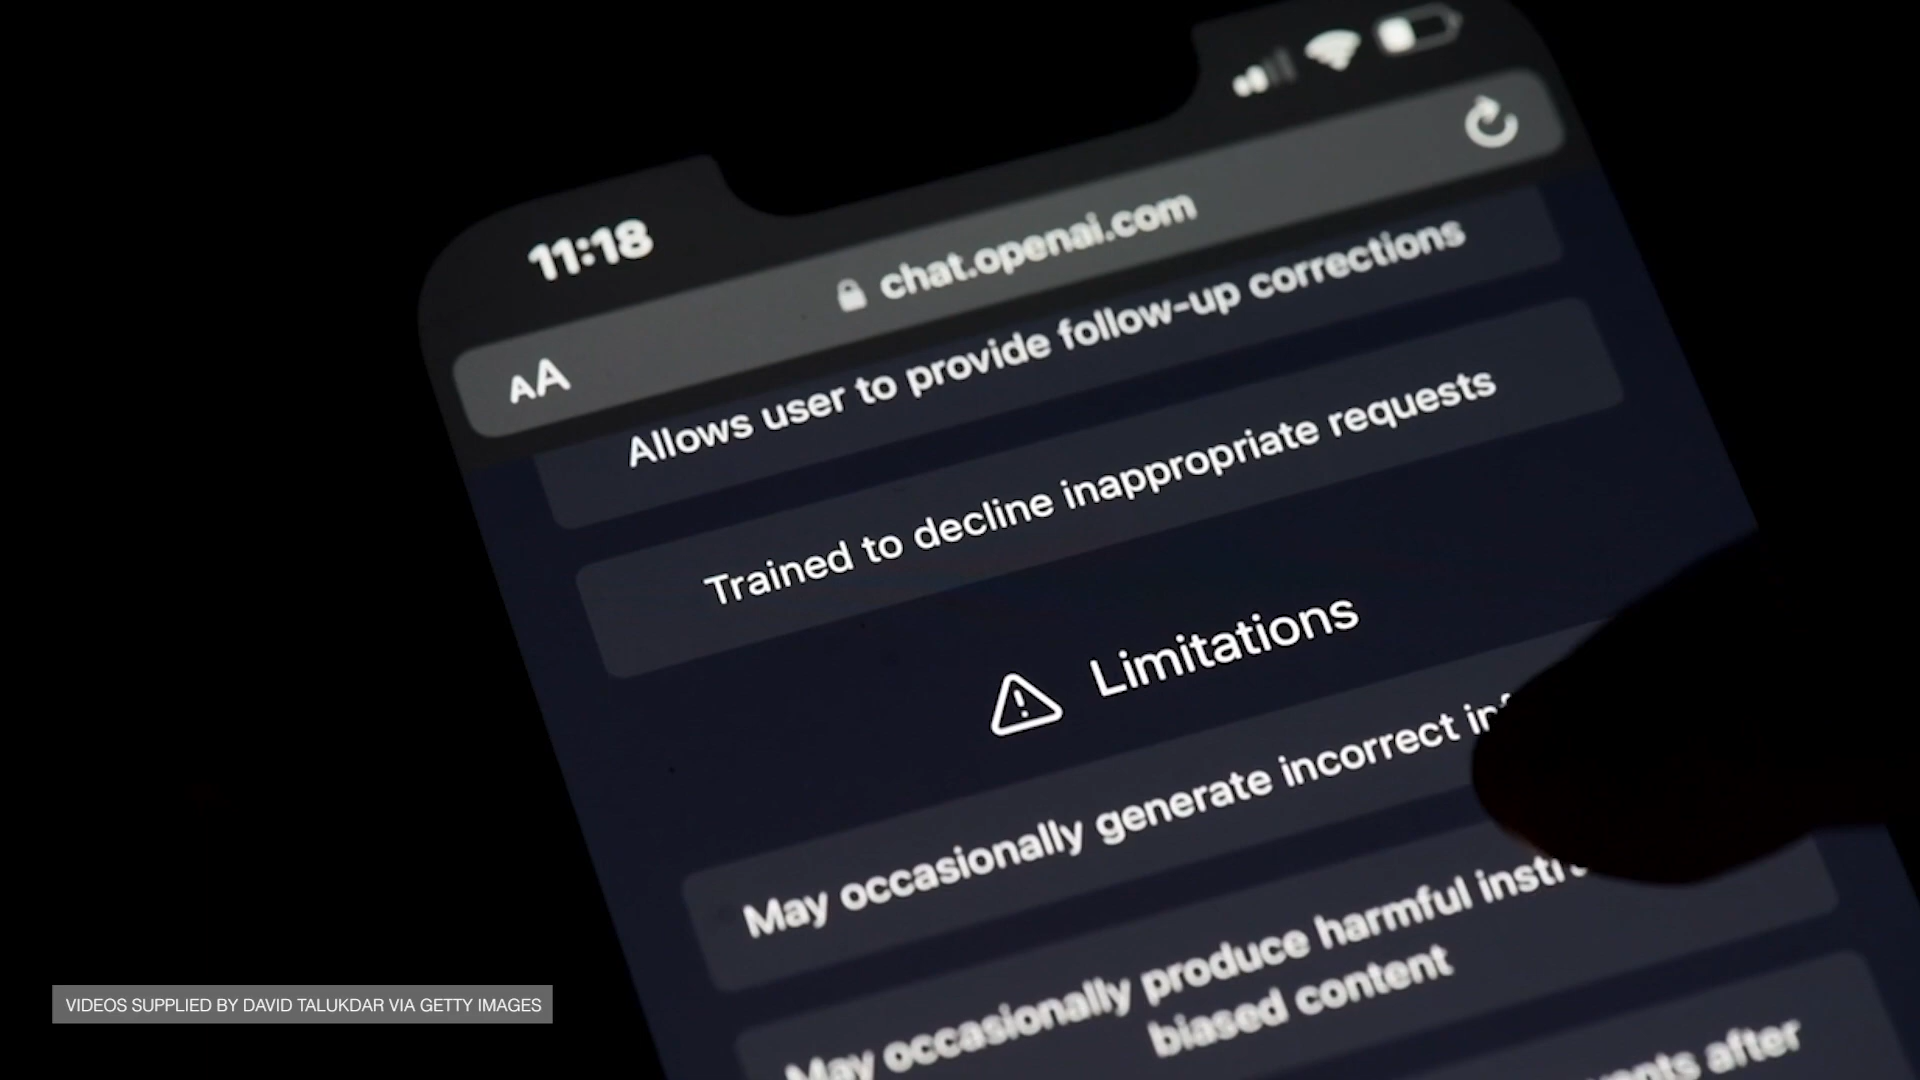 11:18
AA
chat.openai.com
Allows user to provide follow-up corrections
Trained to decline inappropriate requests
Limitations
May occasionally generate incorrect
May occasionally produce harmful
biased content
after
VIDEOS SUPPLIED BY DAVID TALUKDAR VIA GETTY IMAGES